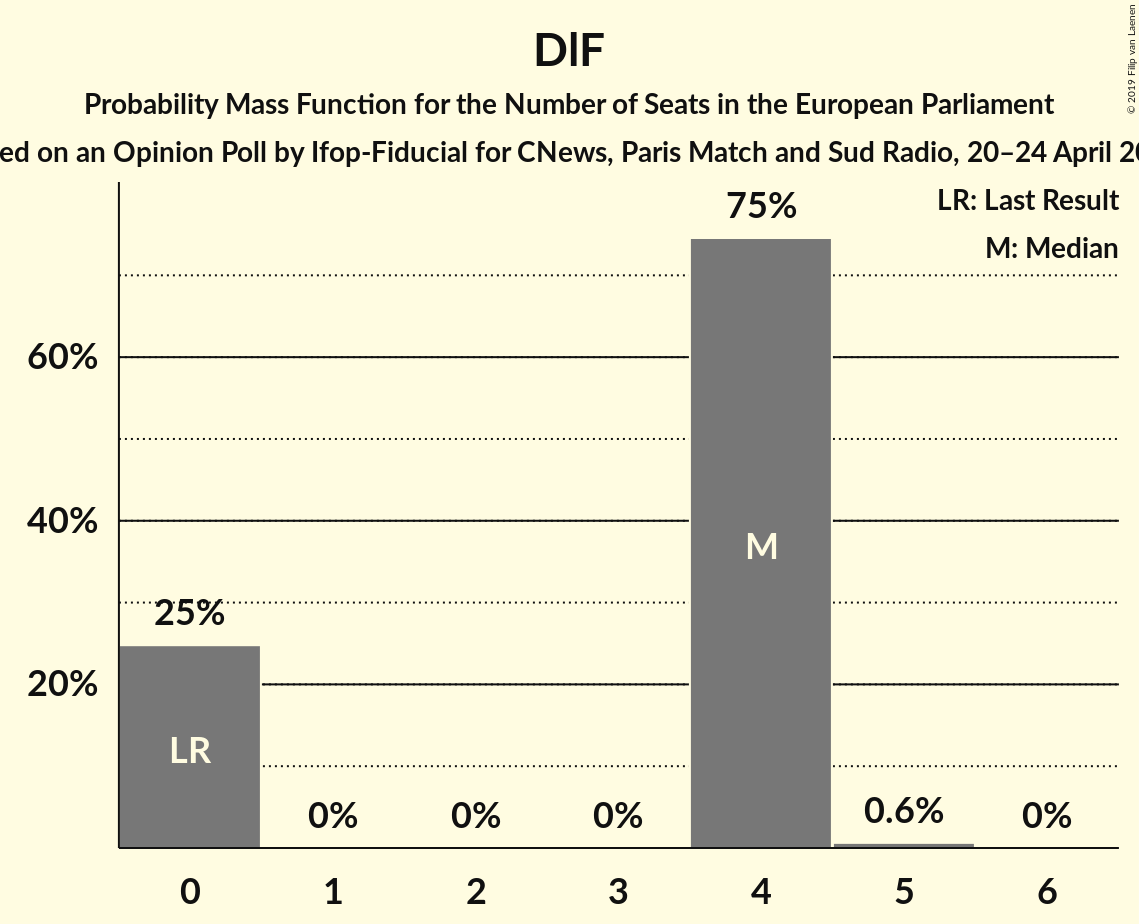 DIF
Probability Mass Function for the Number of Seats in the European Parliament
ed on an Opinion Poll by Ifop-Fiducial for CNews, Paris Match and Sud Radio, 20–24 April 20
© 2019 Filip van Laenen
LR: Last Result
M: Median
75%
60%
40%
20%
25%
M
LR
0%
0%
0%
0.6%
0%
0
1
2
3
4
5
6